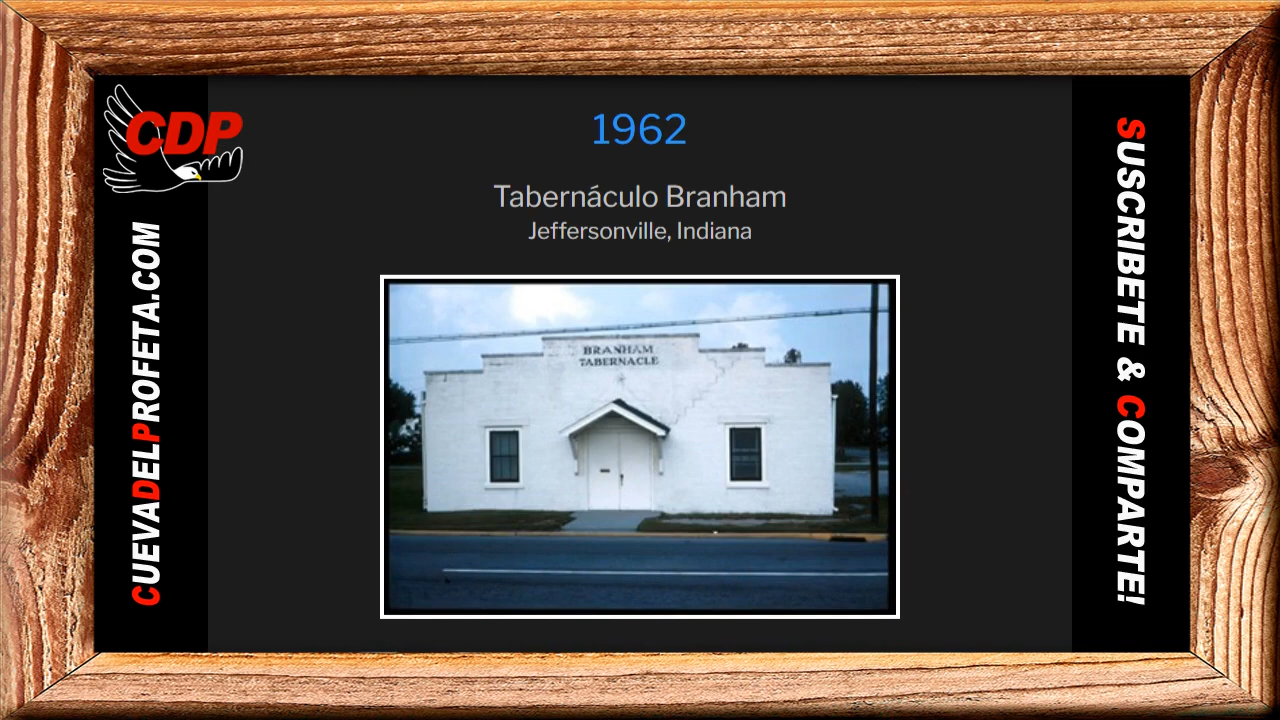 CDP
CUEVADELPROFETA.COM
1962
Tabernáculo Branham
Jeffersonville, Indiana
BRANHAM
TABERNACLE
SUSCRIBETE & COMPARTE!